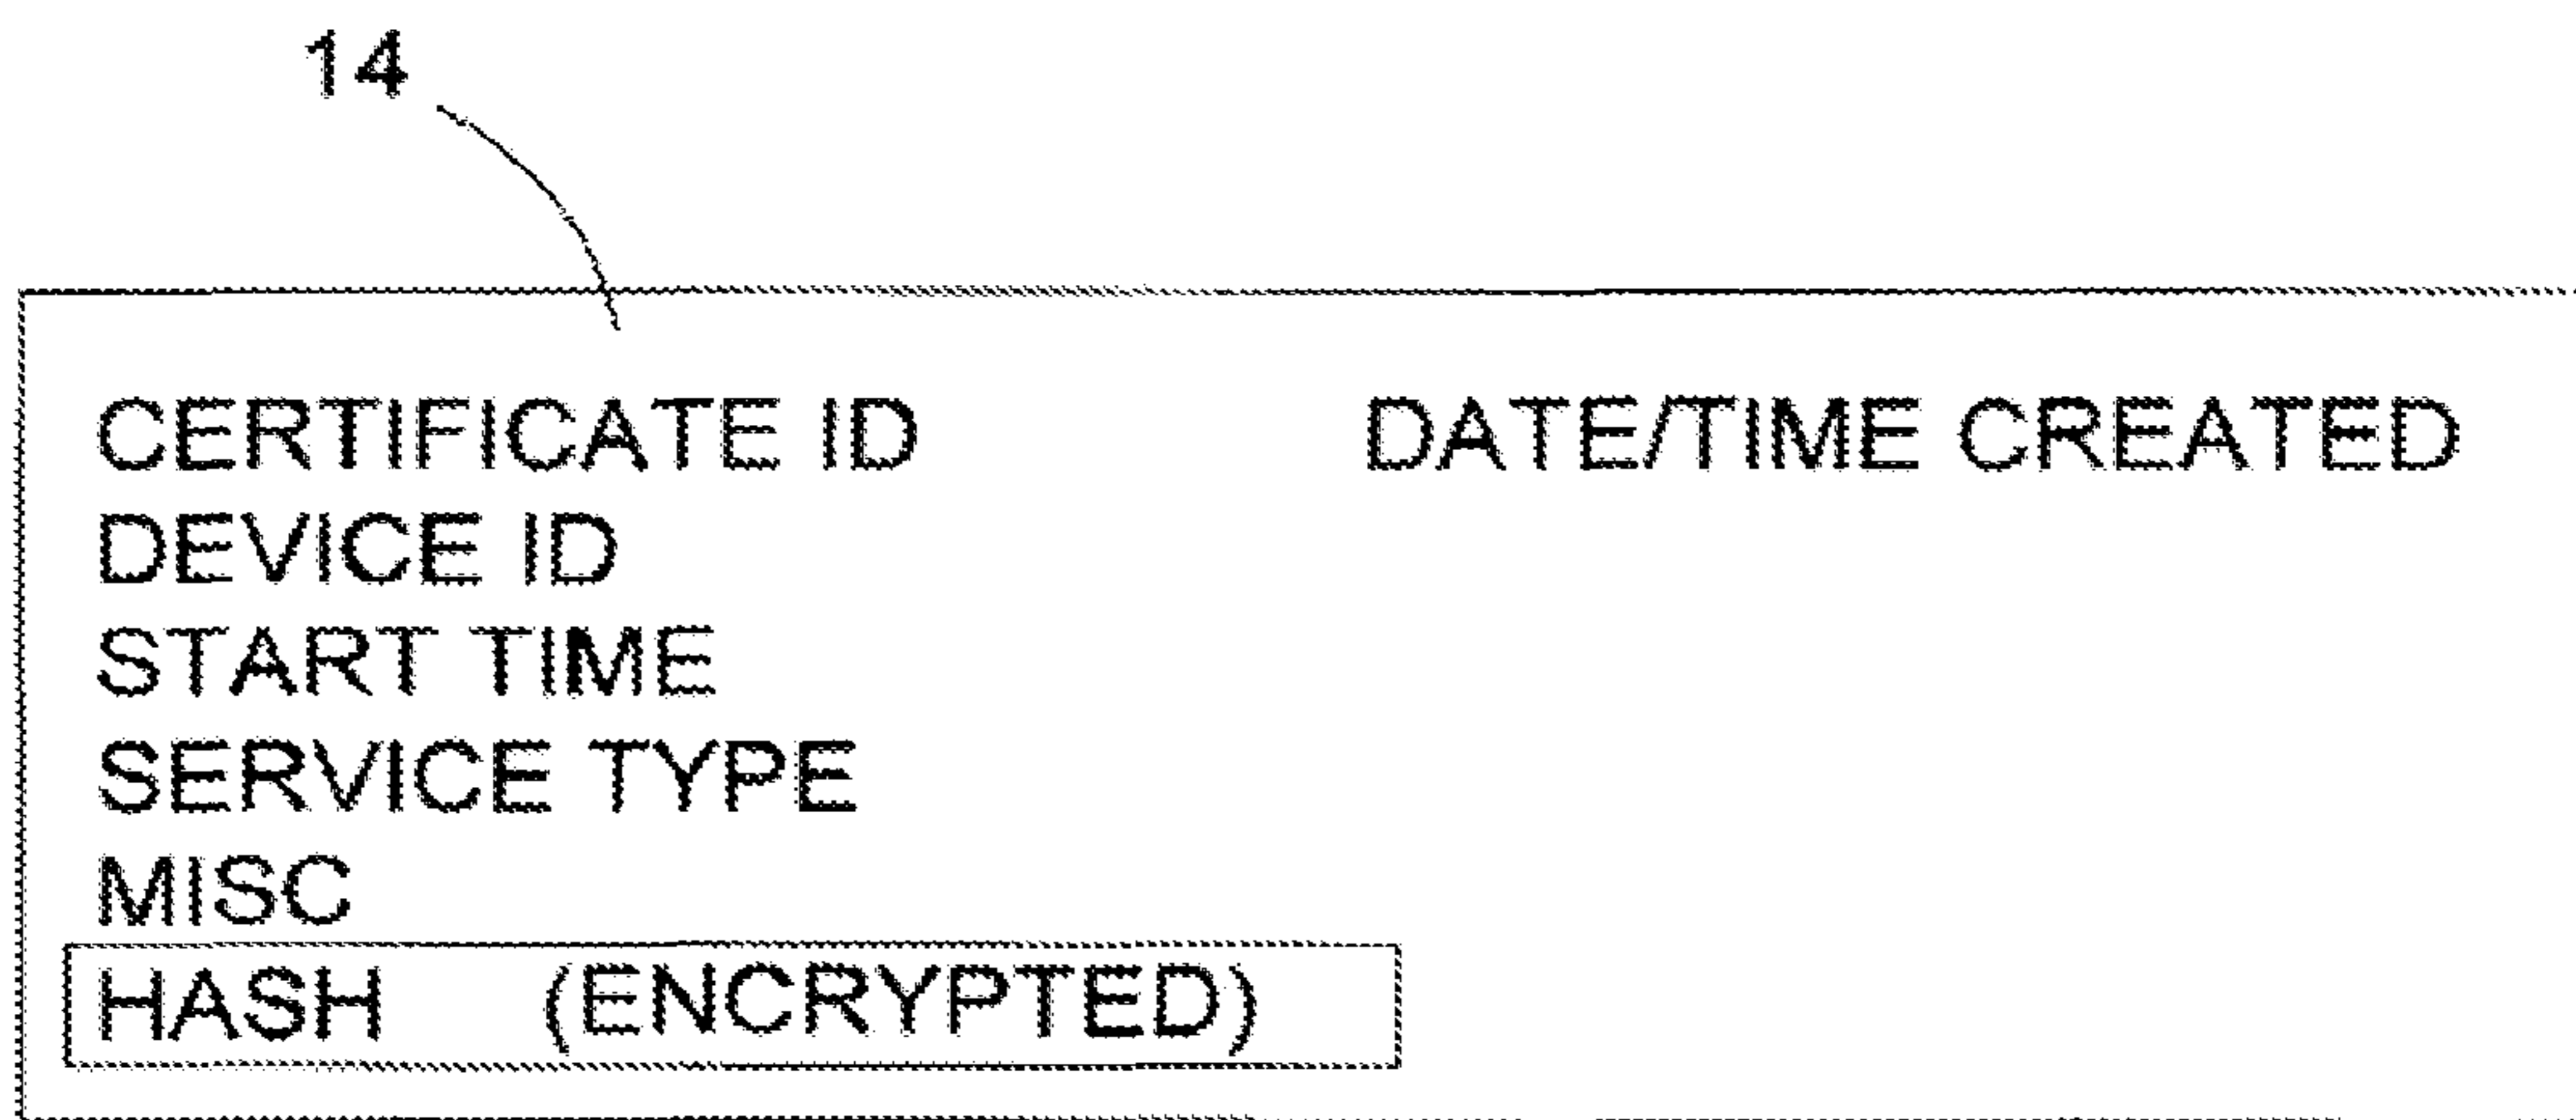 14
CERTIFICATE ID DATE/TIME CREATED
DEVICE ID
START TIME
SERVICE TYPE
MISC
HASH (ENCRYPTED)